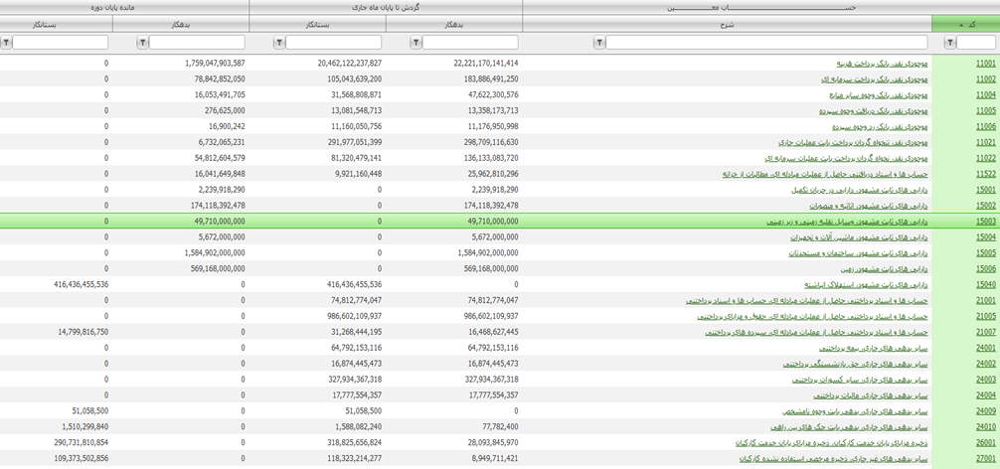 حســـــــــاب معـــــــــين	گردش تا پایان ماه جاری	مانده پایان دوره
کد	شرح	بدهکار	بستانکار	بدهکار	بستانکار
11001	موجودی نقد، بانک پرداخت هزینه	22,221,170,141,414	20,462,122,237,827	1,759,047,903,587	0
11002	موجودی نقد، بانک پرداخت سرمایه ای	183,886,491,250	105,043,639,200	78,842,852,050	0
11004	موجودی نقد، بانک وجوه سایر منابع	47,622,300,576	31,568,808,871	16,053,491,705	0
11005	موجودی نقد، بانک دریافت وجوه سپرده	13,358,173,713	13,081,548,713	276,625,000	0
11006	موجودی نقد، بانک رد وجوه سپرده	11,176,950,998	11,160,050,756	16,900,242	0
11021	موجودی نقد، تنخواه گردان پرداخت بابت عملیات جاری	298,709,116,630	291,977,051,399	6,732,065,231	0
11022	موجودی نقد، نخواه گردان پرداخت بابت عملیات سرمایه ای	136,133,083,720	81,320,479,141	54,812,604,579	0
11522	حساب ها و اسناد دریافتنی حاصل از عملیات مبادله ای، مطالبات از خزانه	25,962,810,296	9,921,160,448	16,041,649,848	0
15001	دارایی های ثابت مشهود، دارایی در جریان تکمیل	2,239,918,290	0	2,239,918,290	0
15002	دارایی های ثابت مشهود، اثاثیه و منصوبات	174,118,392,478	0	174,118,392,478	0
15003	دارایی های ثابت مشهود، وسایل نقلیه زمینی و زیر زمینی	49,710,000,000	0	49,710,000,000	0
15004	دارایی های ثابت مشهود، ماشین آلات و تجهیزات	5,672,000,000	0	5,672,000,000	0
15005	دارایی های ثابت مشهود، ساختمان و مستحدثات	1,584,902,000,000	0	1,584,902,000,000	0
15006	دارایی های ثابت مشهود، زمین	569,168,000,000	0	569,168,000,000	0
15040	دارایی های ثابت مشهود، استهلاک انباشته	0	416,436,455,536	0	416,436,455,536
21001	حساب ها و اسناد پرداختنی حاصل از عملیات مبادله ای، حساب ها و اسناد پرداختنی	74,812,774,047	74,812,774,047	0	0
21005	حساب ها و اسناد پرداختنی حاصل از عملیات مبادله ای، حقوق و مزایای پرداختنی	986,602,109,937	986,602,109,937	0	0
21007	حساب ها و اسناد پرداختنی حاصل از عملیات مبادله ای، سپرده های پرداختنی	16,468,627,445	31,268,444,195	0	14,799,816,750
24001	سایر بدهی های جاری، بیمه پرداختنی	64,792,153,116	64,792,153,116	0	0
24002	سایر بدهی های جاری، حق بازنشستگی پرداختنی	16,874,445,473	16,874,445,473	0	0
24003	سایر بدهی های جاری، سایر کسورات پرداختنی	327,934,367,318	327,934,367,318	0	0
24004	سایر بدهی های جاری، مالیات پرداختنی	17,777,554,357	17,777,554,357	0	0
24009	سایر بدهی های جاری، بدهی بابت وجوه نامشخص	0	51,058,500	0	51,058,500
24010	سایر بدهی های جاری، بدهی بابت چک های بین راهی	77,782,400	1,588,082,240	0	1,510,299,840
26001	ذخیره مزایای پایان خدمت کارکنان، ذخیره مزایای پایان خدمت کارکنان	28,093,845,970	318,825,656,824	0	290,731,810,854
27001	سایر بدهی های غیر جاری، ذخیره مرخصی استفاده نشده کارکنان	8,949,711,421	118,323,214,277	0	109,373,502,856